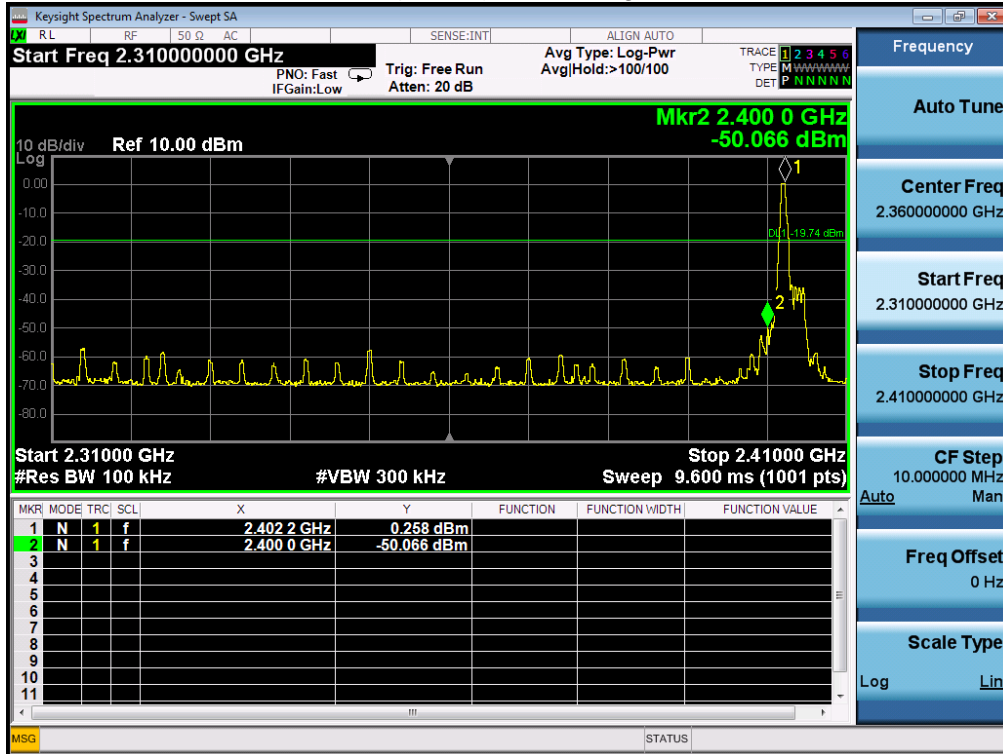 Keysight Spectrum Analyzer - Swept SA
LXI RL RF 50 Ω AC SENSE:INT ALIGN AUTO
Start Freq 2.310000000 GHz
PNO: Fast
IFGain:Low
Trig: Free Run
Atten: 20 dB
Avg Type: Log-Pwr
Avg|Hold:>100/100
TRACE 1 2 3 4 5 6
TYPE M WWWWW
DET P N N N N N
Mkr2 2.400 0 GHz
-50.066 dBm
10 dB/div Ref 10.00 dBm
Log
1
0.00
-10.0
-20.0
DL1 -19.74 dBm
-30.0
-40.0
2
-50.0
-60.0
-70.0
-80.0
Start 2.31000 GHz Stop 2.41000 GHz
#Res BW 100 kHz #VBW 300 kHz Sweep 9.600 ms (1001 pts)
MKR MODE TRC SCL X Y FUNCTION FUNCTION WIDTH FUNCTION VALUE
1 N 1 f 2.402 2 GHz 0.258 dBm
2 N 1 f 2.400 0 GHz -50.066 dBm
3
4
5
6
7
8
9
10
11
MSG STATUS
Frequency
Auto Tune
Center Freq
2.360000000 GHz
Start Freq
2.310000000 GHz
Stop Freq
2.410000000 GHz
CF Step
10.000000 MHz
Auto Man
Freq Offset
0 Hz
Scale Type
Log Lin